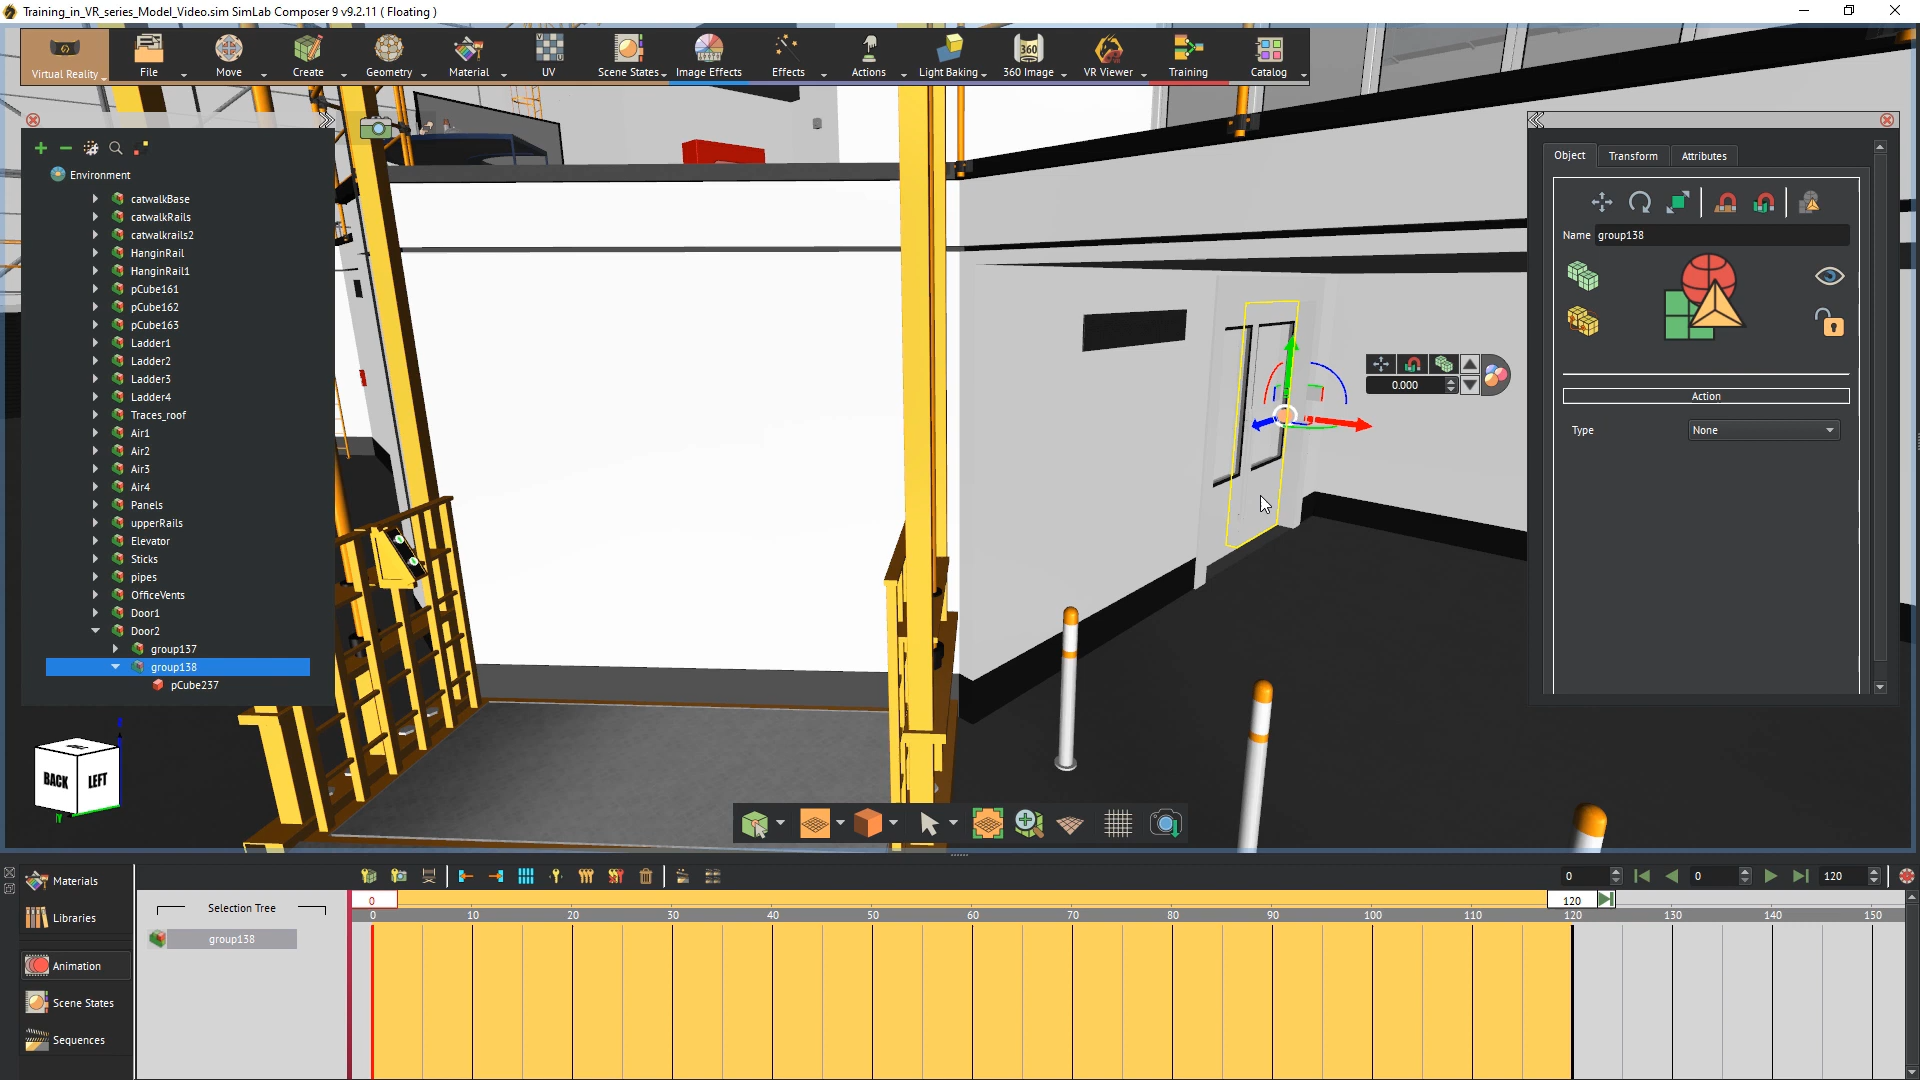 Training_in_VR_series_Model_Video.sim SimLab Composer 9 v9.2.11 ( Floating )
Virtual Reality
File
Move
Create
Geometry
Material
UV
Scene States
Image Effects
Effects
Actions
Light Baking
360 Image
VR Viewer
Training
Catalog
360
Environment
catwalkBase
catwalkRails
catwalkrails2
HanginRail
HanginRail1
pCube161
pCube162
pCube163
Ladder1
Ladder2
Ladder3
Ladder4
Traces_roof
Air1
Air2
Air3
Air4
Panels
upperRails
Elevator
Sticks
pipes
OfficeVents
Door1
Door2
group137
group138
pCube237
BACK
LEFT
0.000
Object
Transform
Attributes
Name group138
Action
Type None
Materials
Libraries
Animation
Scene States
Sequences
Selection Tree
group138
0
0
120
0
120
0 10 20 30 40 50 60 70 80 90 100 110 120 130 140 150